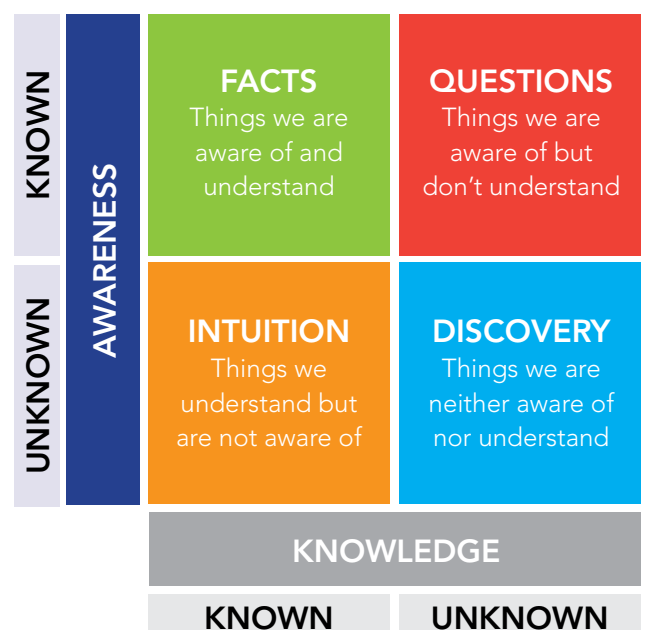 KNOWN
AWARENESS
FACTS
Things we are
aware of and
understand
QUESTIONS
Things we are
aware of but
don't understand
UNKNOWN
INTUITION
Things we
understand but
are not aware of
DISCOVERY
Things we are
neither aware of
nor understand
KNOWLEDGE
KNOWN
UNKNOWN